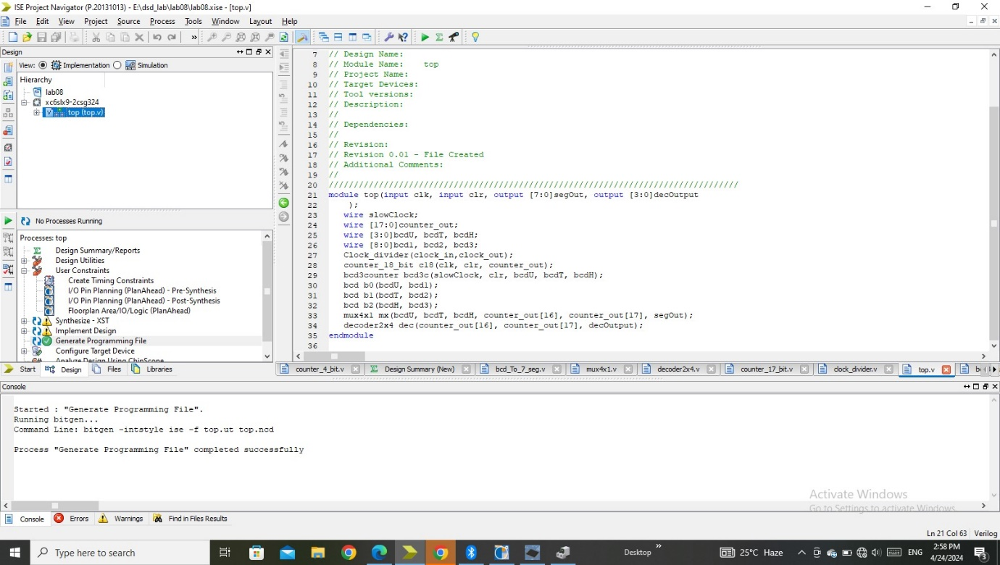 ISE Project Navigator (P.20131013) - E:\dsd_lab\lab08\lab08.xise - [top.v]
File Edit View Project Source Process Tools Window Layout Help
Design
View: Implementation Simulation
Hierarchy
lab08
xc6slx9-2csg324
top (top.v)
No Processes Running
Processes: top
Design Summary/Reports
Design Utilities
User Constraints
Create Timing Constraints
I/O Pin Planning (PlanAhead) - Pre-Synthesis
I/O Pin Planning (PlanAhead) - Post-Synthesis
Floorplan Area/IO/Logic (PlanAhead)
Synthesize - XST
Implement Design
Generate Programming File
Configure Target Device
Analyze Design Using ChipScope
Start Design Files Libraries
7 // Design Name:
8 // Module Name: top
9 // Project Name:
10 // Target Devices:
11 // Tool versions:
12 // Description:
13 //
14 // Dependencies:
15 //
16 // Revision:
17 // Revision 0.01 - File Created
18 // Additional Comments:
19 //
20 //////////////////////////////////////////////////////////////////////////////////
21 module top(input clk, input clr, output [7:0]segOut, output [3:0]decOutput
22 );
23 wire slowClock;
24 wire [17:0]counter_out;
25 wire [3:0]bcdU, bcdT, bcdH;
26 wire [8:0]bcd1, bcd2, bcd3;
27 Clock_divider(clock_in,clock_out);
28 counter_18_bit c18(clk, clr, counter_out);
29 bcd3counter bcd3c(slowClock, clr, bcdU, bcdT, bcdH);
30 bcd b0(bcdU, bcd1);
31 bcd b1(bcdT, bcd2);
32 bcd b2(bcdH, bcd3);
33 mux4x1 mx(bcdU, bcdT, bcdH, counter_out[16], counter_out[17], segOut);
34 decoder2x4 dec(counter_out[16], counter_out[17], decOutput);
35 endmodule
36
counter_4_bit.v Design Summary (New) bcd_To_7_seg.v mux4x1.v decoder2x4.v counter_17_bit.v clock_divider.v top.v
Console
Started : "Generate Programming File".
Running bitgen...
Command Line: bitgen -intstyle ise -f top.ut top.ncd
Process "Generate Programming File" completed successfully
Activate Windows
Go to Settings to activate Windows.
Console Errors Warnings Find in Files Results
Ln 21 Col 63 Verilog
Type here to search
Desktop
25°C Haze
ENG
2:58 PM
4/24/2024
3